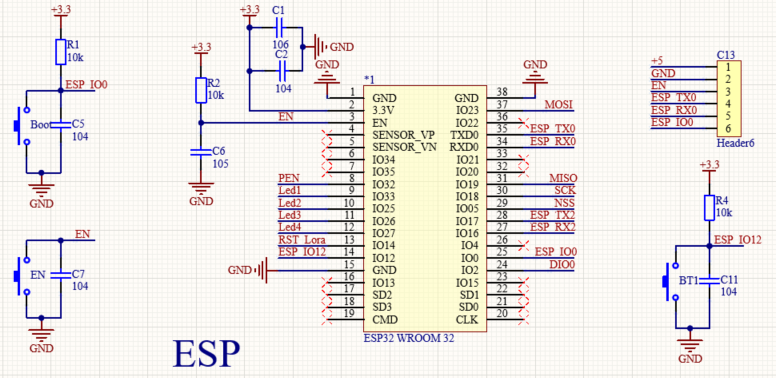 +3.3
R1
10k
ESP_IO0
Boot
C5
104
GND
EN
EN
C7
104
GND
+3.3
R2
10k
EN
C6
105
GND
+3.3
C1
106
C2
104
GND
GND
GND
*1
1 GND GND 38
2 3.3V IO23 37 MOSI
3 EN IO22 36
4 SENSOR_VP TXD0 35 ESP_TX0
5 SENSOR_VN RXD0 34 ESP_RX0
6 IO34 IO21 33
7 IO35 IO20 32
PEN 8 IO32 IO19 31 MISO
Led1 9 IO33 IO18 30 SCK
Led2 10 IO25 IO05 29 NSS
Led3 11 IO26 IO17 28 ESP_TX2
Led4 12 IO27 IO16 27 ESP_RX2
RST_Lora 13 IO14 IO4 26
ESP_IO12 14 IO12 IO0 25 ESP_IO0
GND 15 GND IO2 24 DIO0
16 IO13 IO15 23
17 SD2 SD1 22
18 SD3 SD0 21
19 CMD CLK 20
ESP32 WROOM 32
ESP
C13
+5 1
GND 2
EN 3
ESP_TX0 4
ESP_RX0 5
ESP_IO0 6
Header6
+3.3
R4
10k
ESP_IO12
BT1
C11
104
GND